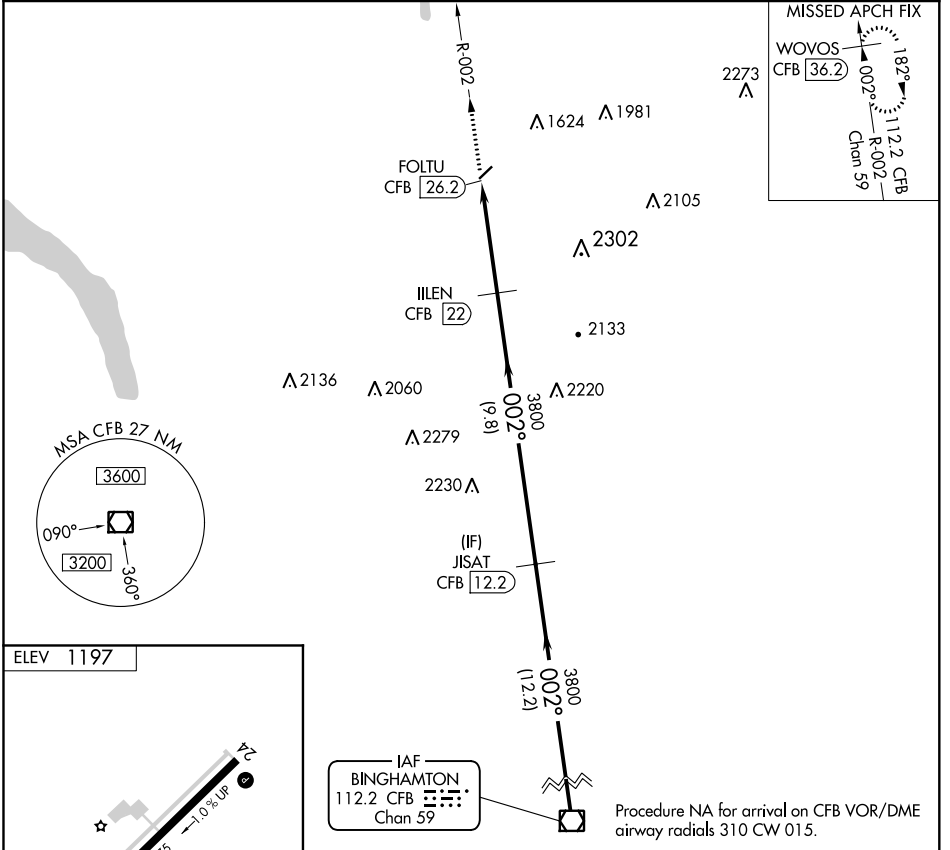 MISSED APCH FIX
WOVOS
CFB 36.2
182°
002°
112.2 CFB
R-002
Chan 59
R-002
2273
1624
1981
FOLTU
CFB 26.2
2105
2302
IILEN
CFB 22
2133
2136
2060
2220
3800
002°
(9.8)
2279
MSA CFB 27 NM
3600
090°
3200
360°
2230
(IF)
JISAT
CFB 12.2
3800
002°
(12.2)
ELEV 1197
24
P
1.0% UP
IAF
BINGHAMTON
112.2 CFB
Chan 59
Procedure NA for arrival on CFB VOR/DME
airway radials 310 CW 015.